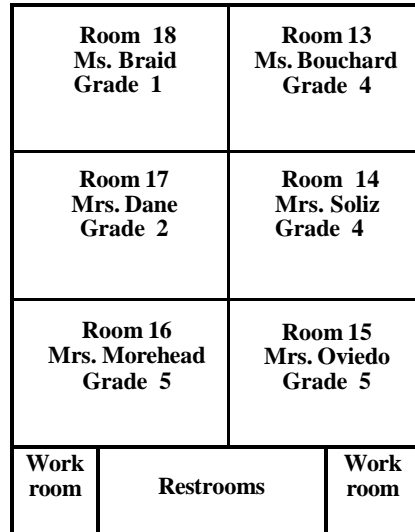 Room 18
Ms. Braid
Grade 1
Room 13
Ms. Bouchard
Grade 4
Room 17
Mrs. Dane
Grade 2
Room 14
Mrs. Soliz
Grade 4
Room 16
Mrs. Morehead
Grade 5
Room 15
Mrs. Oviedo
Grade 5
Work
room
Restrooms
Work
room